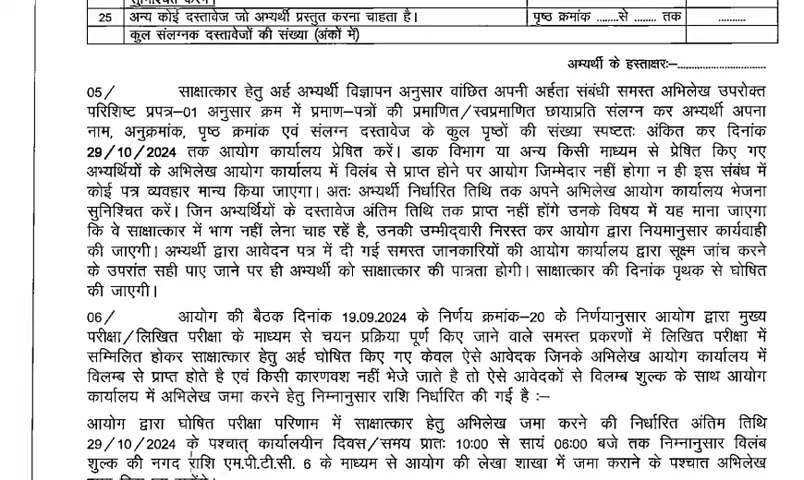 सुनिश्चित करेंगे।
25 अन्य कोई दस्तावेज जो अभ्यर्थी प्रस्तुत करना चाहता है। पृष्ठ क्रमांक ........से ........ तक ..........
कुल संलग्नक दस्तावेजों की संख्या (अंकों में)
अभ्यर्थी के हस्ताक्षरः–..............................
05/ साक्षात्कार हेतु अर्ह अभ्यर्थी विज्ञापन अनुसार वांछित अपनी अर्हता संबंधी समस्त अभिलेख उपरोक्त
परिशिष्ट प्रपत्र–01 अनुसार क्रम में प्रमाण–पत्रों की प्रमाणित/स्वप्रमाणित छायाप्रति संलग्न कर अभ्यर्थी अपना
नाम, अनुक्रमांक, पृष्ठ क्रमांक एवं संलग्न दस्तावेज के कुल पृष्ठों की संख्या स्पष्टतः अंकित कर दिनांक
29/10/2024 तक आयोग कार्यालय प्रेषित करें। डाक विभाग या अन्य किसी माध्यम से प्रेषित किए गए
अभ्यर्थियों के अभिलेख आयोग कार्यालय में विलंब से प्राप्त होने पर आयोग जिम्मेदार नहीं होगा न ही इस संबंध में
कोई पत्र व्यवहार मान्य किया जाएगा। अतः अभ्यर्थी निर्धारित तिथि तक अपने अभिलेख आयोग कार्यालय भेजना
सुनिश्चित करें। जिन अभ्यर्थियों के दस्तावेज अंतिम तिथि तक प्राप्त नहीं होंगे उनके विषय में यह माना जाएगा
कि वे साक्षात्कार में भाग नहीं लेना चाह रहें है, उनकी उम्मीद्वारी निरस्त कर आयोग द्वारा नियमानुसार कार्यवाही
की जाएगी। अभ्यर्थी द्वारा आवेदन पत्र में दी गई समस्त जानकारियों की आयोग कार्यालय द्वारा सूक्ष्म जांच करने
के उपरांत सही पाए जाने पर ही अभ्यर्थी को साक्षात्कार की पात्रता होगी। साक्षात्कार की दिनांक पृथक से घोषित
की जाएगी।
06/ आयोग की बैठक दिनांक 19.09.2024 के निर्णय क्रमांक–20 के निर्णयानुसार आयोग द्वारा मुख्य
परीक्षा/लिखित परीक्षा के माध्यम से चयन प्रक्रिया पूर्ण किए जाने वाले समस्त प्रकरणों में लिखित परीक्षा में
सम्मिलित होकर साक्षात्कार हेतु अर्ह घोषित किए गए केवल ऐसे आवेदक जिनके अभिलेख आयोग कार्यालय में
विलम्ब से प्राप्त होते है एवं किसी कारणवश नहीं भेजे जाते है तो ऐसे आवेदकों से विलम्ब शुल्क के साथ आयोग
कार्यालय में अभिलेख जमा करने हेतु निम्नानुसार राशि निर्धारित की गई है :–
आयोग द्वारा घोषित परीक्षा परिणाम में साक्षात्कार हेतु अभिलेख जमा करने की निर्धारित अंतिम तिथि
29/10/2024 के पश्चात् कार्यालयीन दिवस/समय प्रातः 10:00 से सायं 06:00 बजे तक निम्नानुसार विलंब
शुल्क की नगद राशि एम.पी.टी.सी. 6 के माध्यम से आयोग की लेखा शाखा में जमा कराने के पश्चात अभिलेख